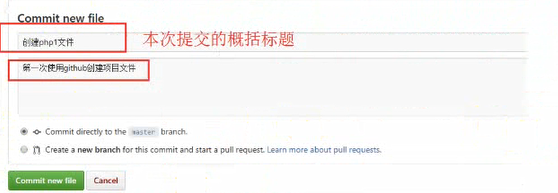 Commit new file
创建php1文件
本次提交的概括标题
第一次使用github创建项目文件
Commit directly to the master branch.
Create a new branch for this commit and start a pull request. Learn more about pull requests.
Commit new file Cancel